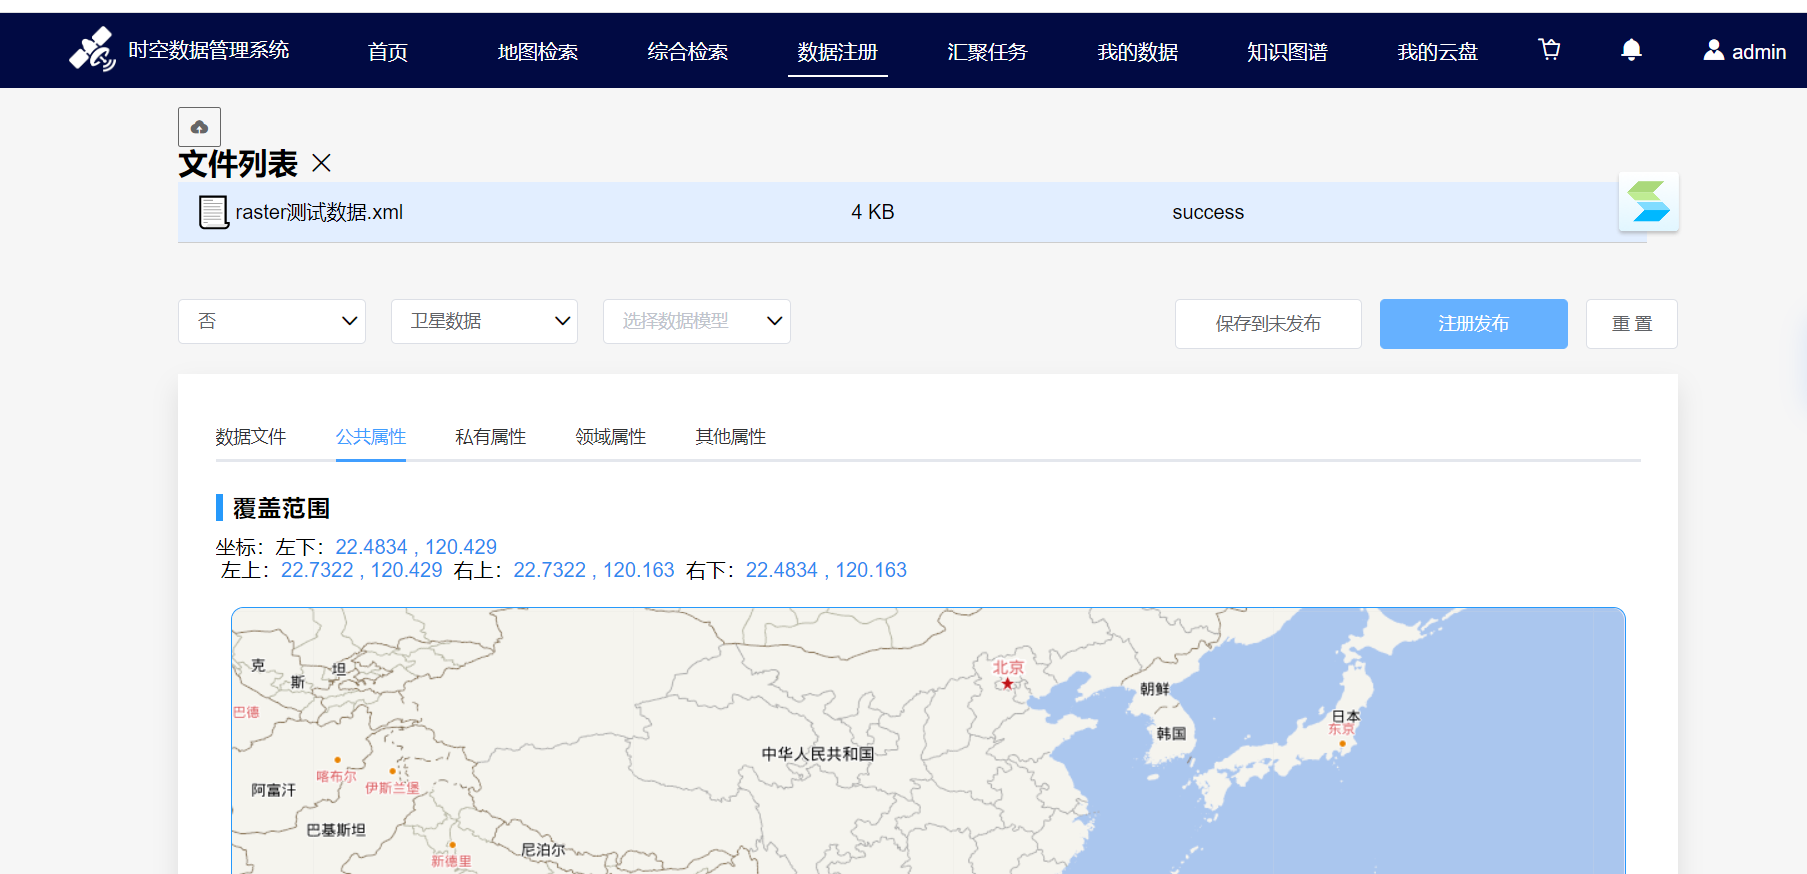 时空数据管理系统 首页 地图检索 综合检索 数据注册 汇聚任务 我的数据 知识图谱 我的云盘 admin
文件列表
raster测试数据.xml 4 KB success
否 卫星数据 选择数据模型 保存到未发布 注册发布 重 置
数据文件 公共属性 私有属性 领域属性 其他属性
覆盖范围
坐标：左下：22.4834 , 120.429
左上：22.7322 , 120.429 右上：22.7322 , 120.163 右下：22.4834 , 120.163
克
坦
斯
北京
朝鲜
巴德
日本
东京
韩国
中华人民共和国
喀布尔
伊斯兰堡
阿富汗
巴基斯坦
尼泊尔
新德里